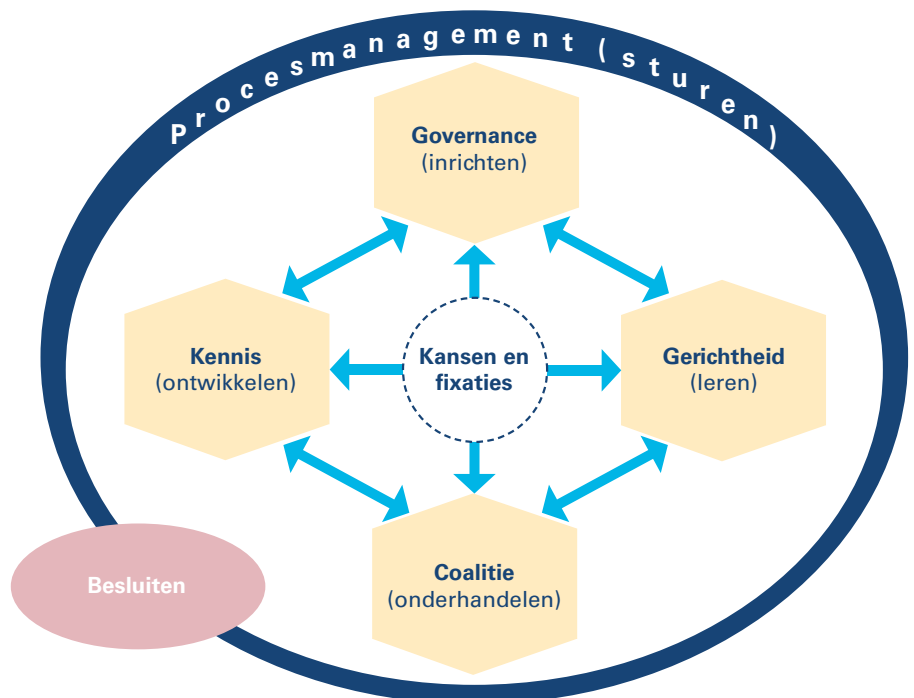 Procesmanagement (sturen)
Governance
(inrichten)
Kennis
(ontwikkelen)
Kansen en
fixaties
Gerichtheid
(leren)
Coalitie
(onderhandelen)
Besluiten